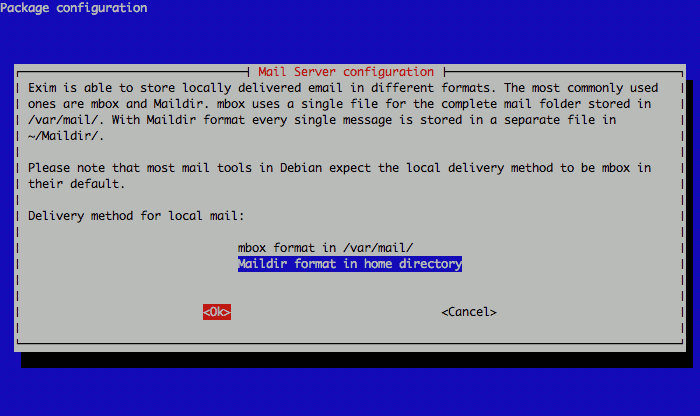 Package configuration
Mail Server configuration
Exim is able to store locally delivered email in different formats. The most commonly used
ones are mbox and Maildir. mbox uses a single file for the complete mail folder stored in
/var/mail/. With Maildir format every single message is stored in a separate file in
~/Maildir/.
Please note that most mail tools in Debian expect the local delivery method to be mbox in
their default.
Delivery method for local mail:
mbox format in /var/mail/
Maildir format in home directory
<Ok> <Cancel>